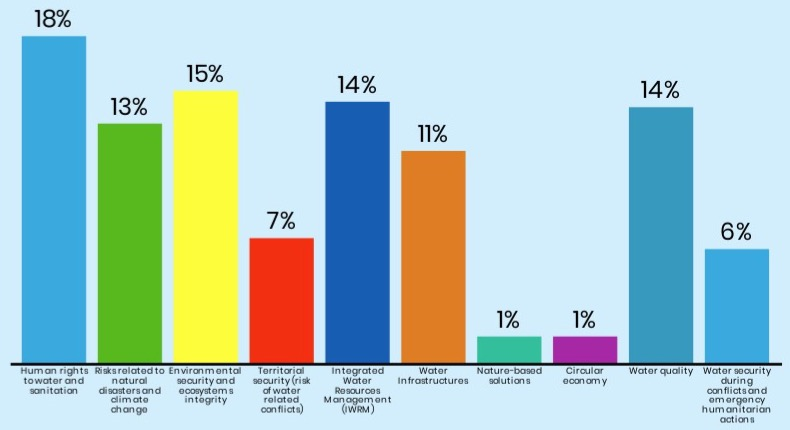 18%
13%
15%
7%
14%
11%
1%
1%
14%
6%
Human rights
to water and
sanitation
Risks related to
natural
disasters and
climate
change
Environmental
security and
ecosystems
integrity
Territorial
security (risk
of water
related
conflicts)
Integrated
Water
Resources
Management
(IWRM)
Water
Infrastructures
Nature-based
solutions
Circular
economy
Water quality
Water security
during
conflicts and
emergency
humanitarian
actions